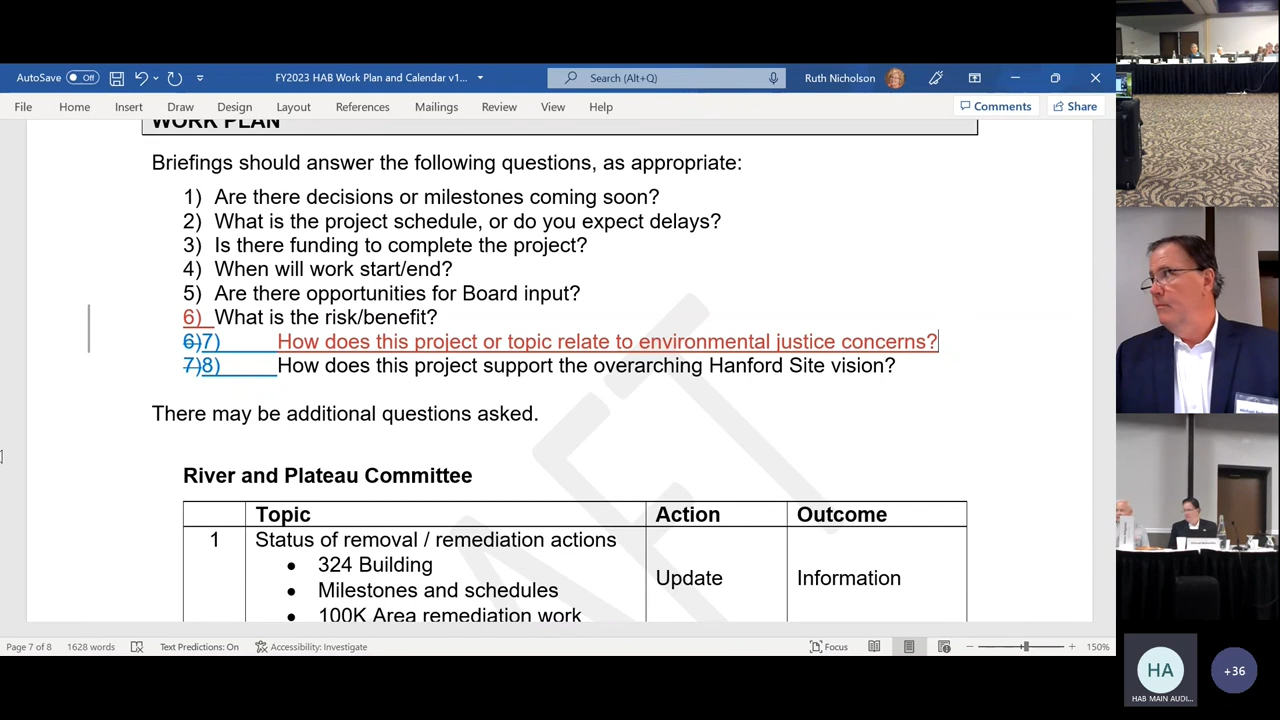 AutoSave Off
FY2023 HAB Work Plan and Calendar v1...
Search (Alt+Q)
Ruth Nicholson
File Home Insert Draw Design Layout References Mailings Review View Help
Comments Share
WORK PLAN
Briefings should answer the following questions, as appropriate:
1) Are there decisions or milestones coming soon?
2) What is the project schedule, or do you expect delays?
3) Is there funding to complete the project?
4) When will work start/end?
5) Are there opportunities for Board input?
6) What is the risk/benefit?
6)7) How does this project or topic relate to environmental justice concerns?
7)8) How does this project support the overarching Hanford Site vision?
There may be additional questions asked.
River and Plateau Committee
Topic Action Outcome
1 Status of removal / remediation actions
• 324 Building
Update Information
• Milestones and schedules
• 100K Area remediation work
Page 7 of 8 1628 words Text Predictions: On Accessibility: Investigate Focus 150%
HA
HAB MAIN AUDI...
+36